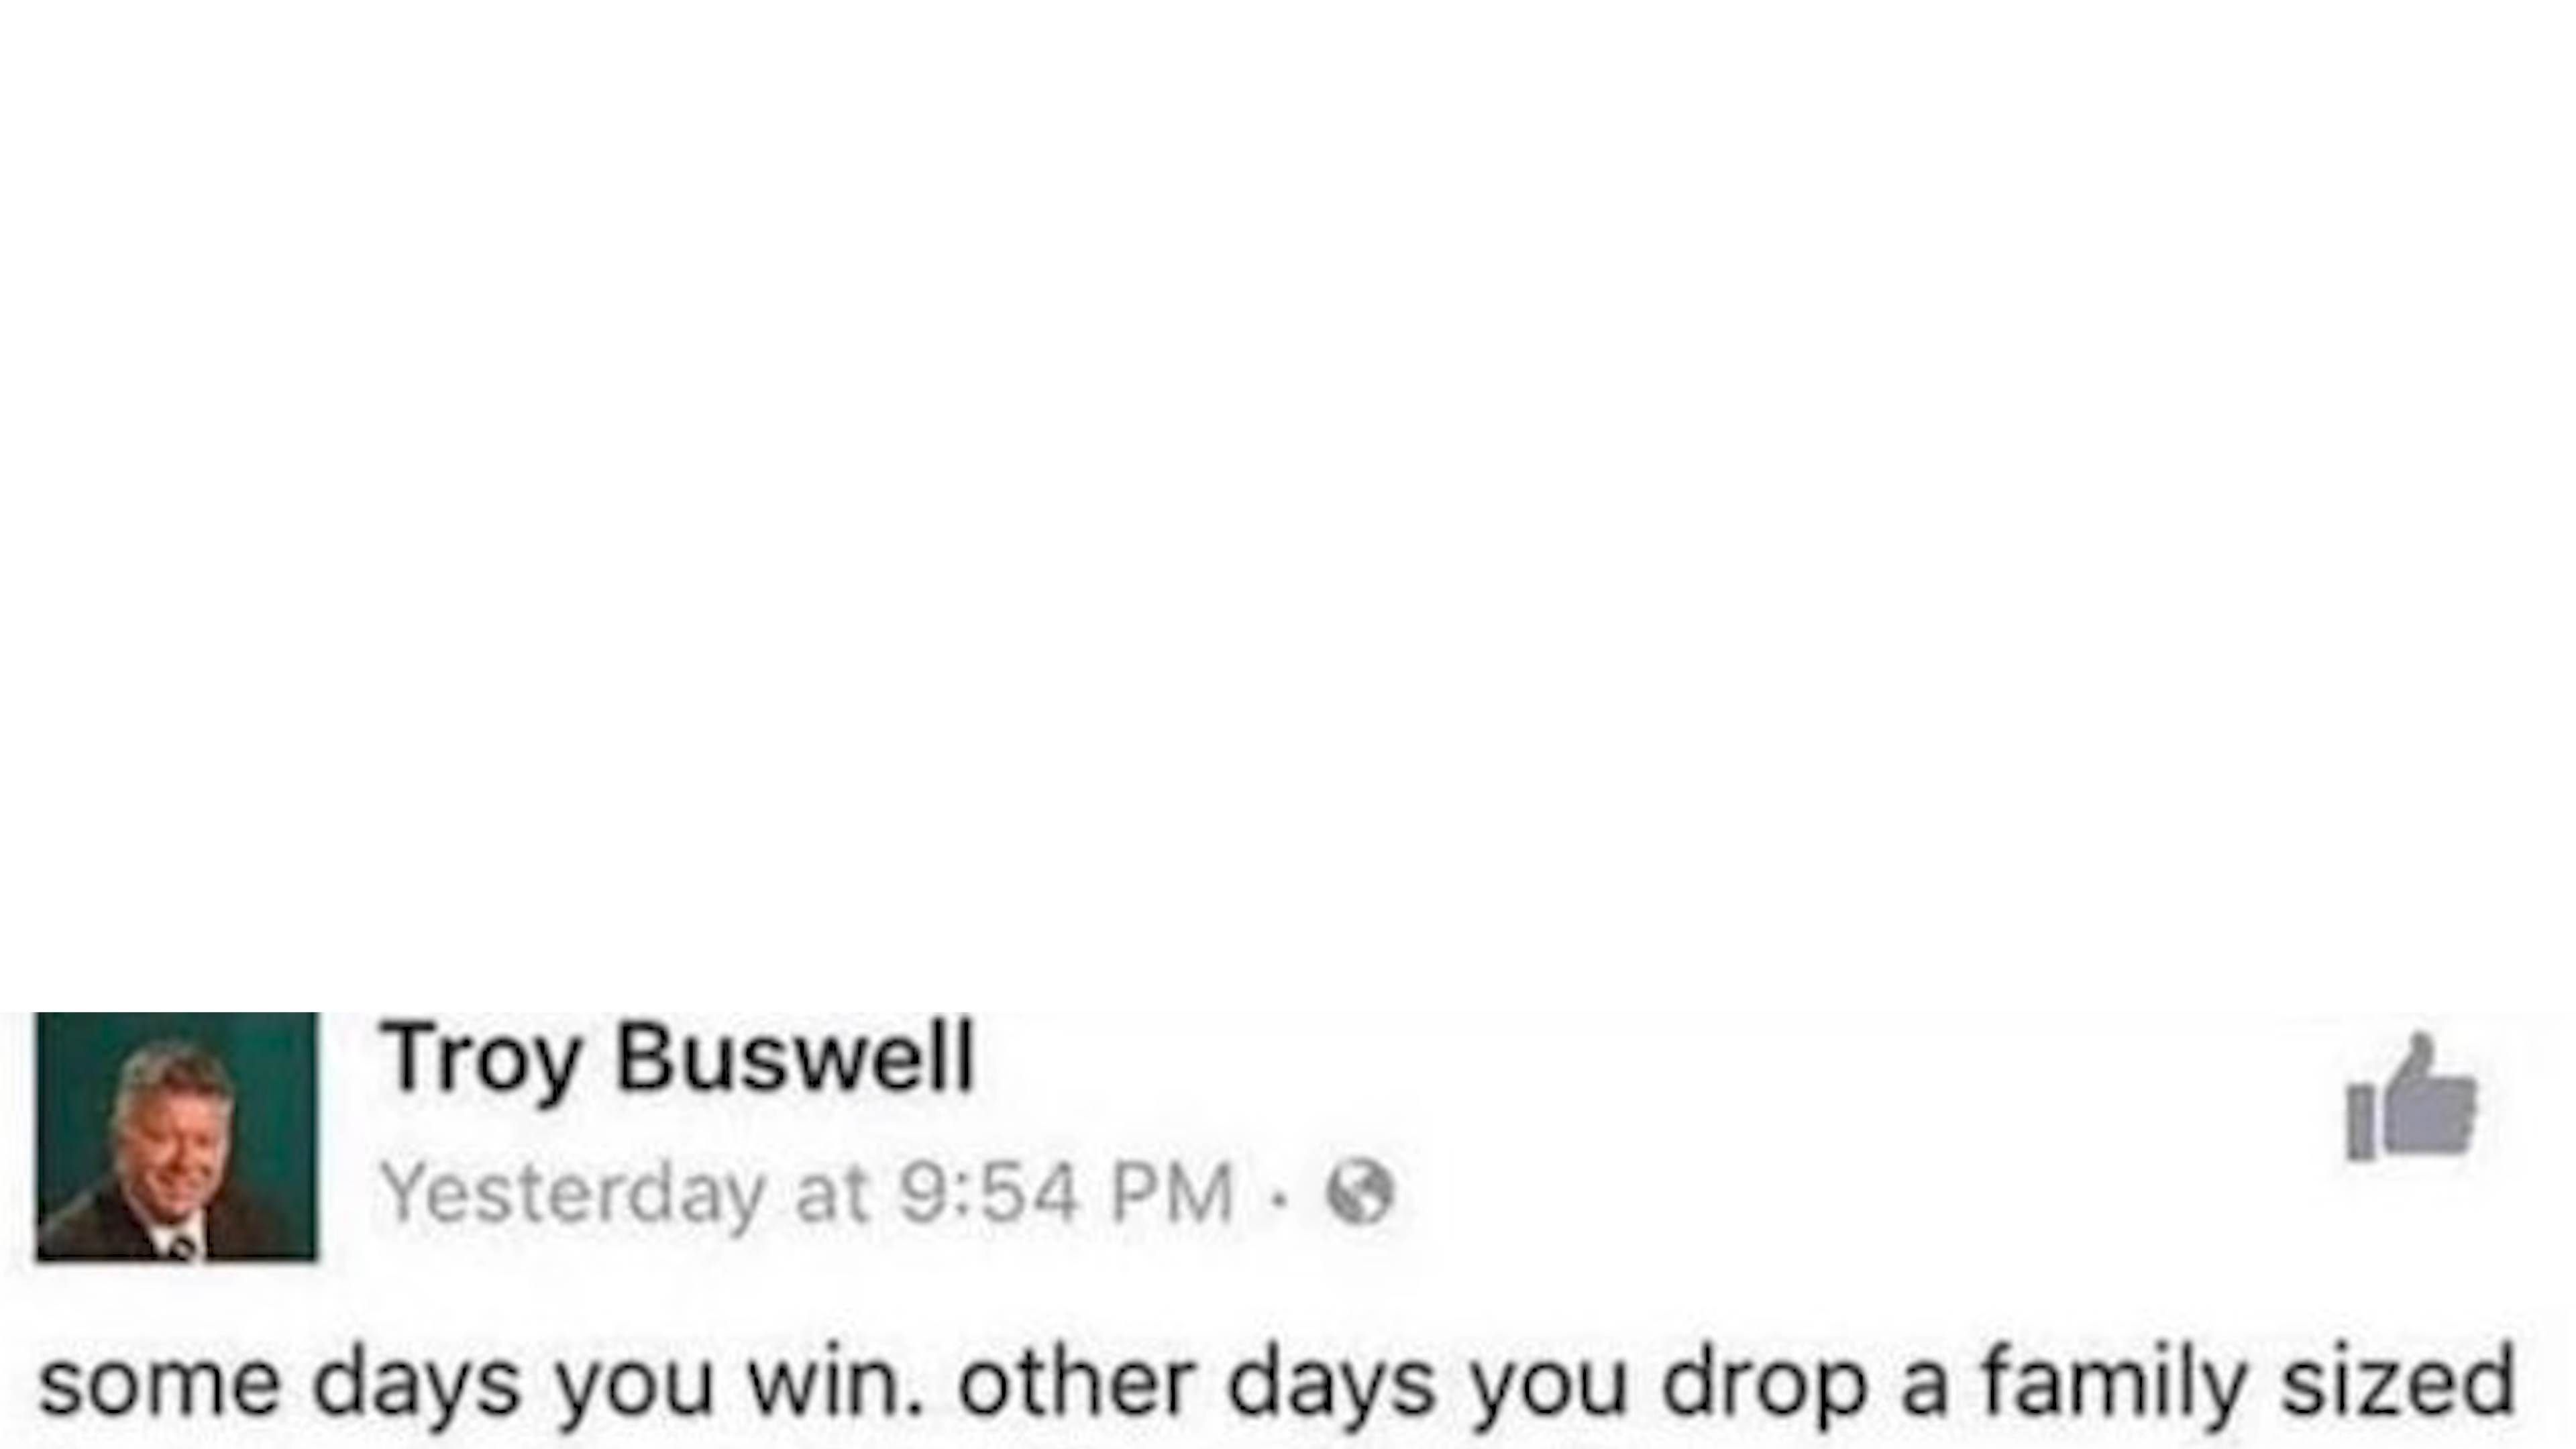 Troy Buswell
Yesterday at 9:54 PM ·
some days you win. other days you drop a family sized